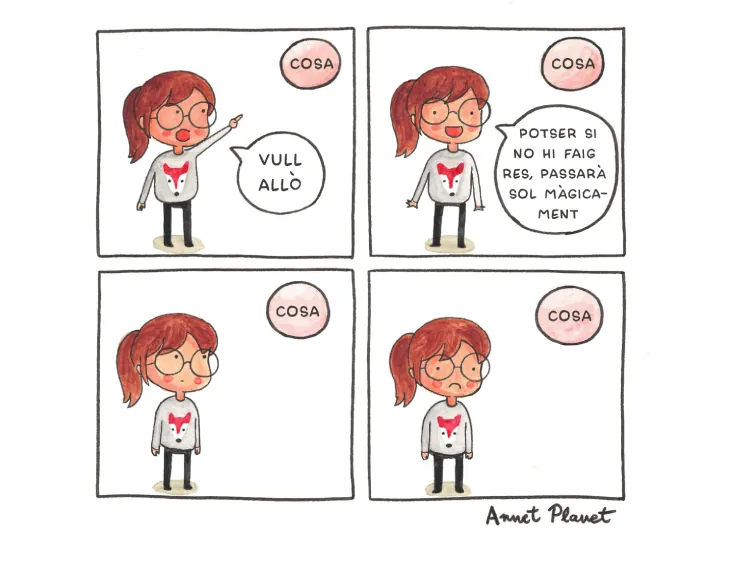 COSA
VULL
ALLÒ
COSA
POTSER SI
NO HI FAIG
RES, PASSARÀ
SOL MÀGICA-
MENT
COSA
COSA
Annet Planet